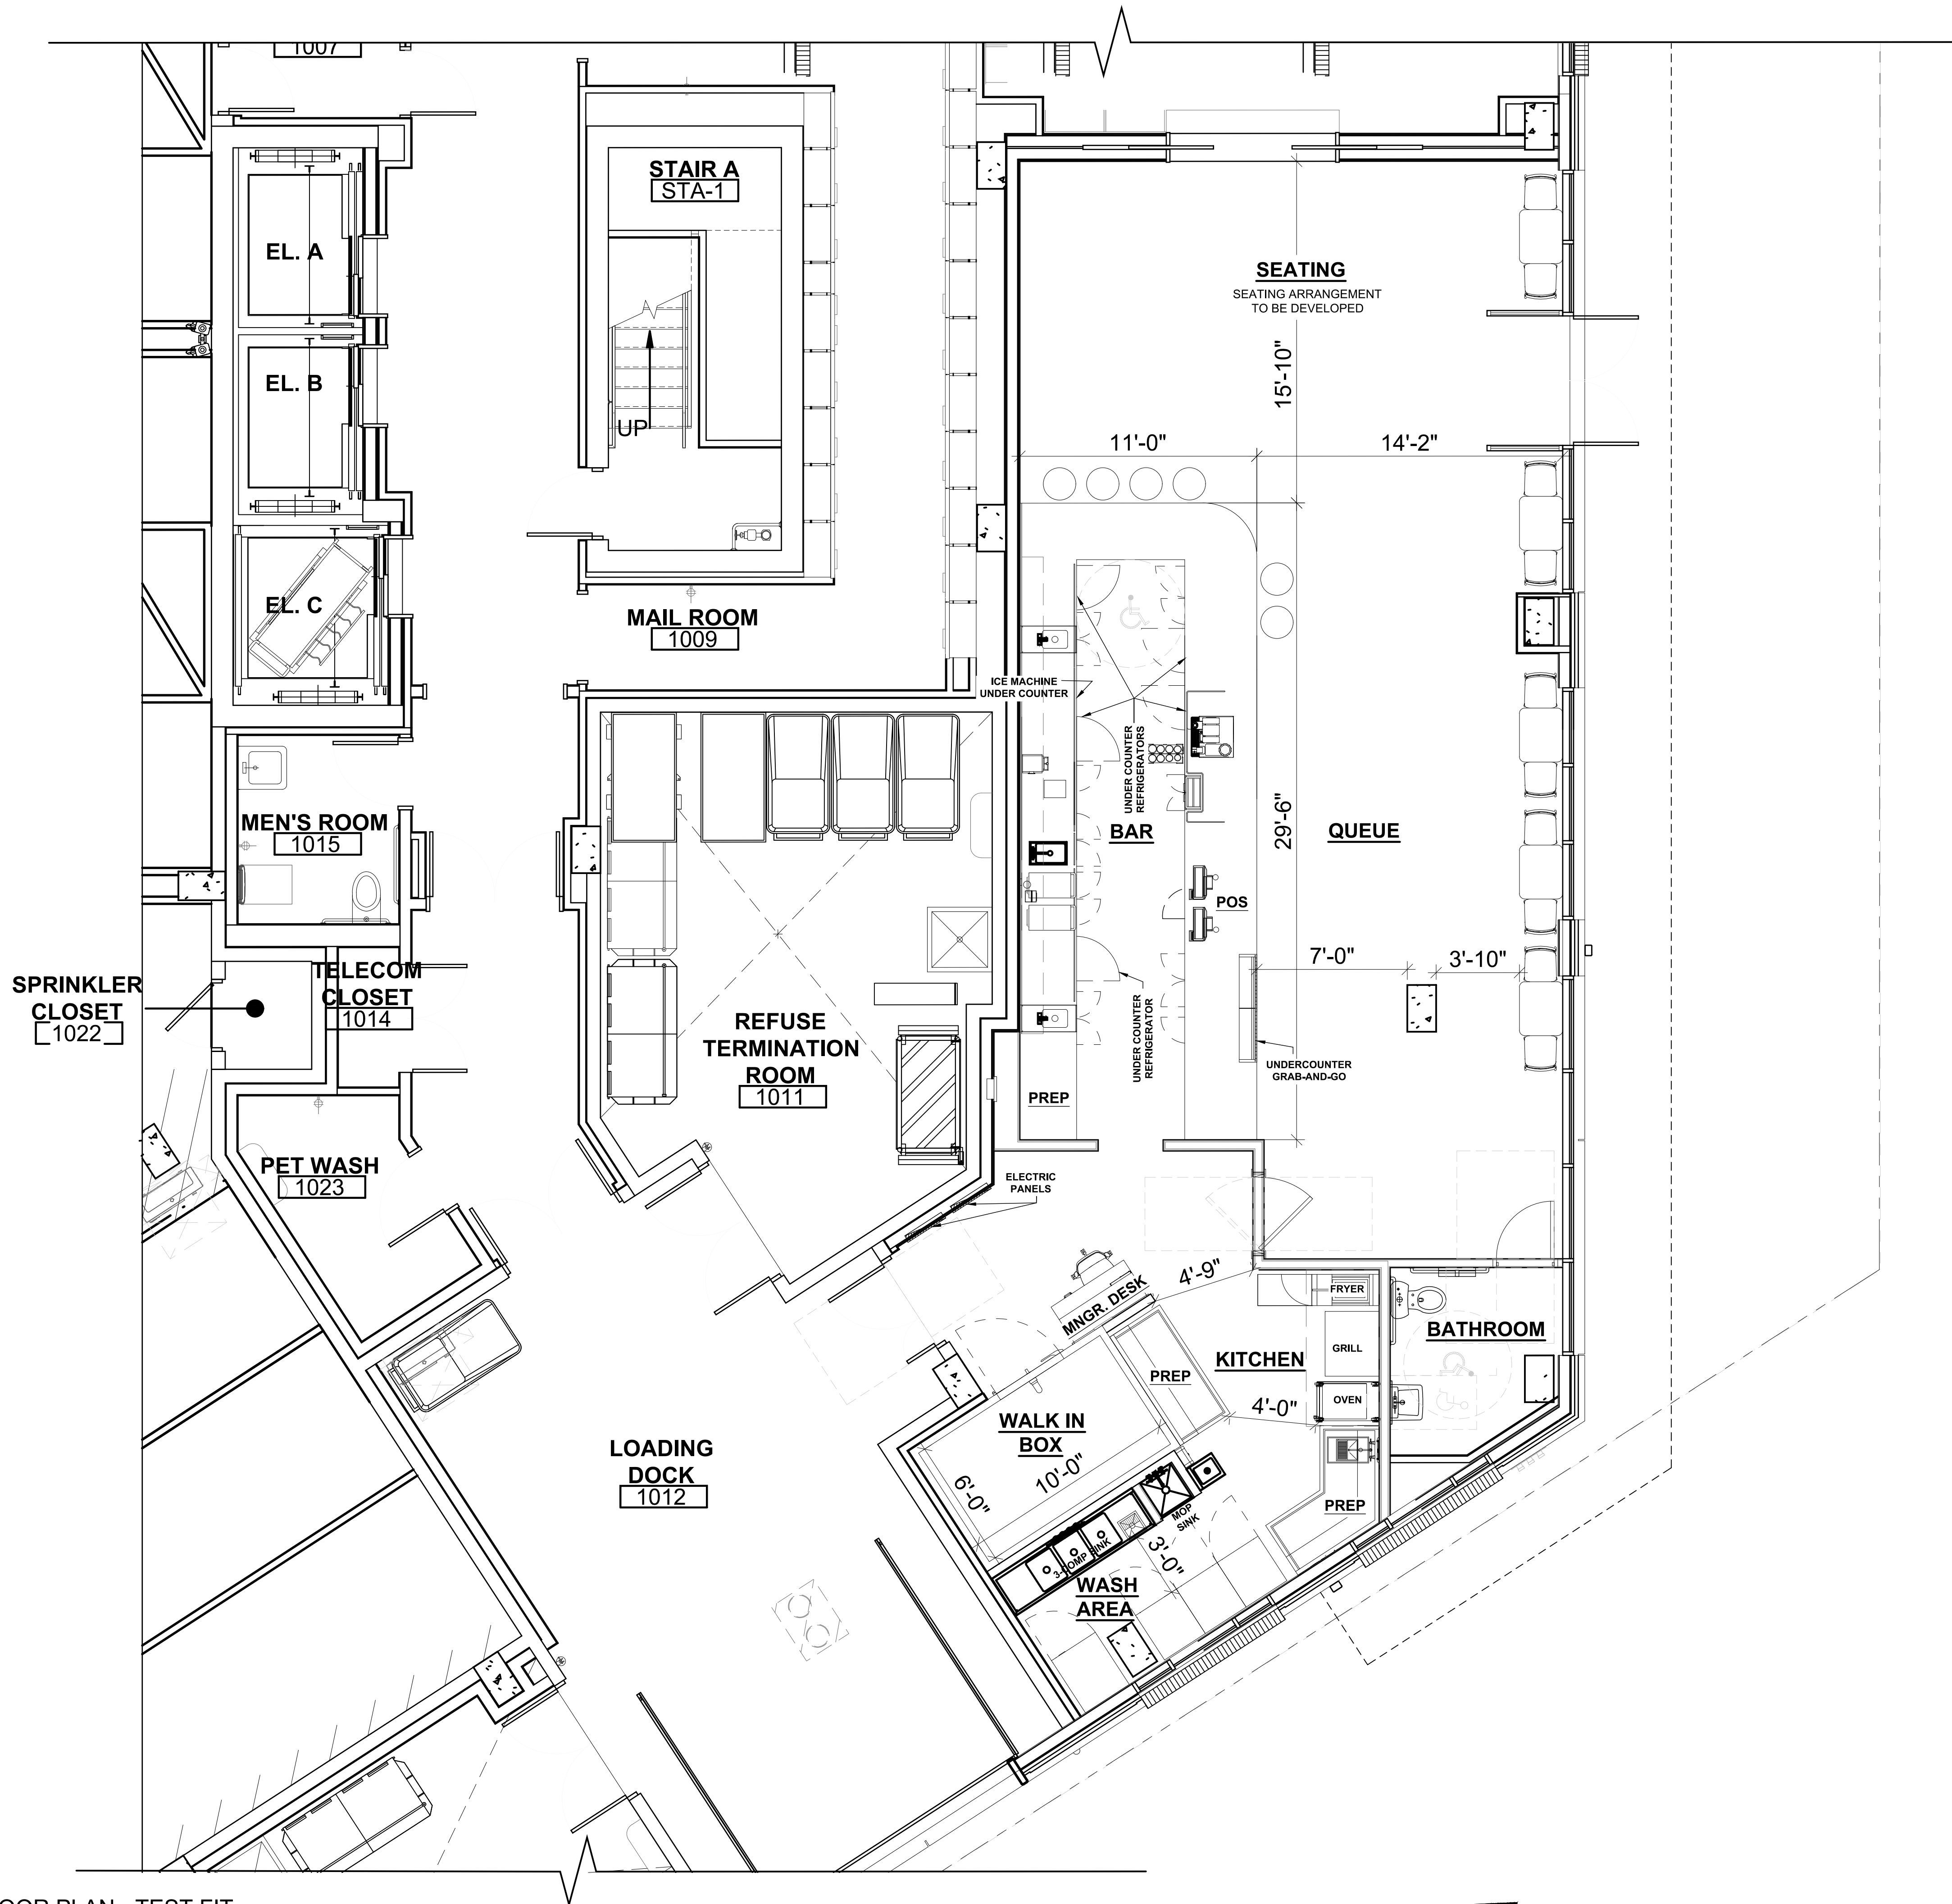 1007
STAIR A
STA-1
EL. A
SEATING
SEATING ARRANGEMENT
TO BE DEVELOPED
EL. B
15'-10"
UP
11'-0"
14'-2"
EL. C
MAIL ROOM
1009
ICE MACHINE
UNDER COUNTER
UNDER COUNTER
REFRIGERATORS
MEN'S ROOM
1015
BAR
29'-6"
QUEUE
POS
7'-0"
3'-10"
SPRINKLER
CLOSET
1022
TELECOM
CLOSET
1014
REFUSE
TERMINATION
ROOM
1011
UNDER COUNTER
REFRIGERATOR
UNDERCOUNTER
GRAB-AND-GO
PREP
PET WASH
1023
ELECTRIC
PANELS
MNGR. DESK
4'-9"
FRYER
BATHROOM
GRILL
KITCHEN
PREP
OVEN
4'-0"
WALK IN
BOX
LOADING
DOCK
1012
6'-0"
10'-0"
MOP
SINK
PREP
3-COMP SINK
3'-0"
WASH
AREA
OOR PLAN - TEST FIT